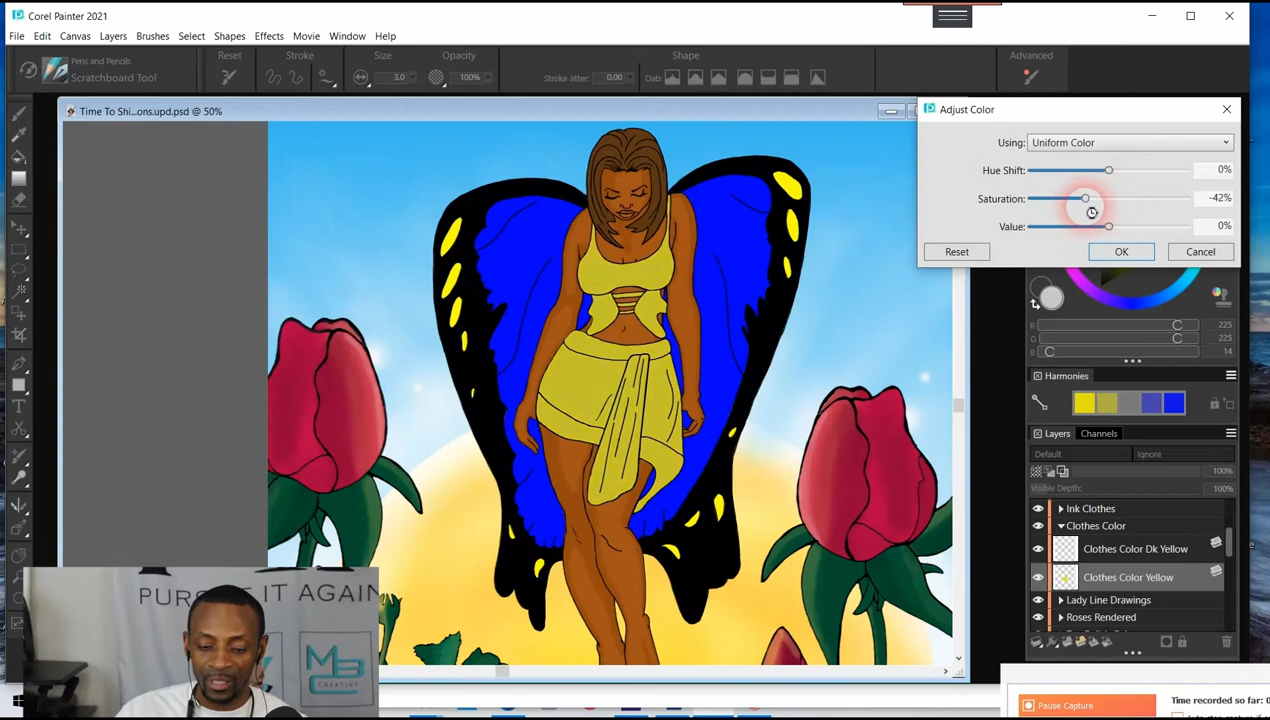 Corel Painter 2021
File Edit Canvas Layers Brushes Select Shapes Effects Movie Window Help
Pens and Pencils
Scratchboard Tool
Reset
Stroke
Size
3.0
Opacity
100%
Stroke Jitter: 0.00
Shape
Dab:
Advanced
Time To Shi...ons.upd.psd @ 50%
Adjust Color
Using: Uniform Color
Hue Shift: 0%
Saturation: -42%
Value: 0%
Reset OK Cancel
R 225
G 225
B 14
Harmonies
Layers Channels
Default Ignore
100%
Visible Depth: 100%
Ink Clothes
Clothes Color
Clothes Color Dk Yellow
Clothes Color Yellow
Lady Line Drawings
Roses Rendered
PURSUE IT AGAIN
MB
CREATIVE
Pause Capture
Time recorded so far: 0